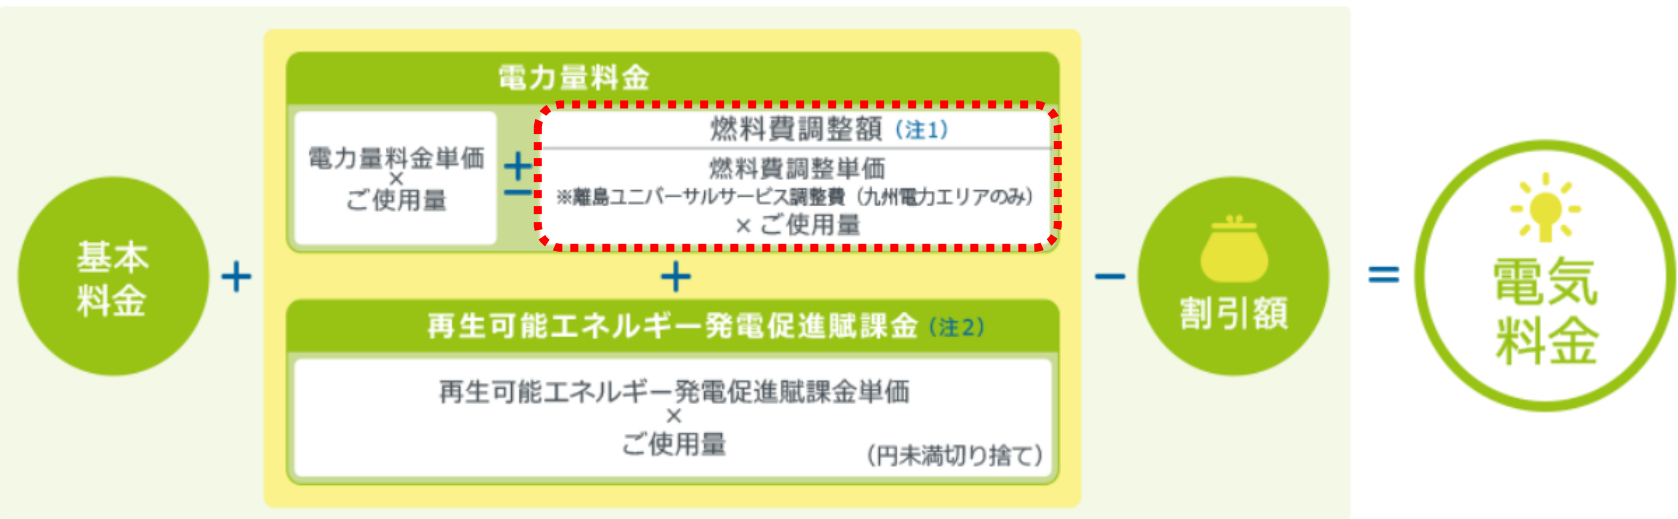 基本
料金
+
電力量料金
電力量料金単価
×
ご使用量
+
−
燃料費調整額（注1）
燃料費調整単価
※離島ユニバーサルサービス調整費（九州電力エリアのみ）
× ご使用量
+
再生可能エネルギー発電促進賦課金（注2）
再生可能エネルギー発電促進賦課金単価
×
ご使用量
（円未満切り捨て）
−
割引額
=
電気
料金